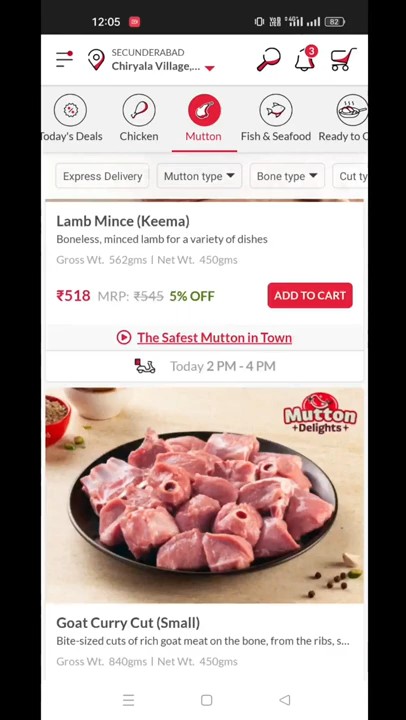 12:05
82
SECUNDERABAD
Chiryala Village,...
3
Today's Deals
Chicken
Mutton
Fish & Seafood
Ready to C
Express Delivery
Mutton type
Bone type
Cut ty
Lamb Mince (Keema)
Boneless, minced lamb for a variety of dishes
Gross Wt. 562gms | Net Wt. 450gms
₹518 MRP: ₹545 5% OFF
ADD TO CART
The Safest Mutton in Town
Today 2 PM - 4 PM
Mutton
Delights
Goat Curry Cut (Small)
Bite-sized cuts of rich goat meat on the bone, from the ribs, s...
Gross Wt. 840gms | Net Wt. 450gms